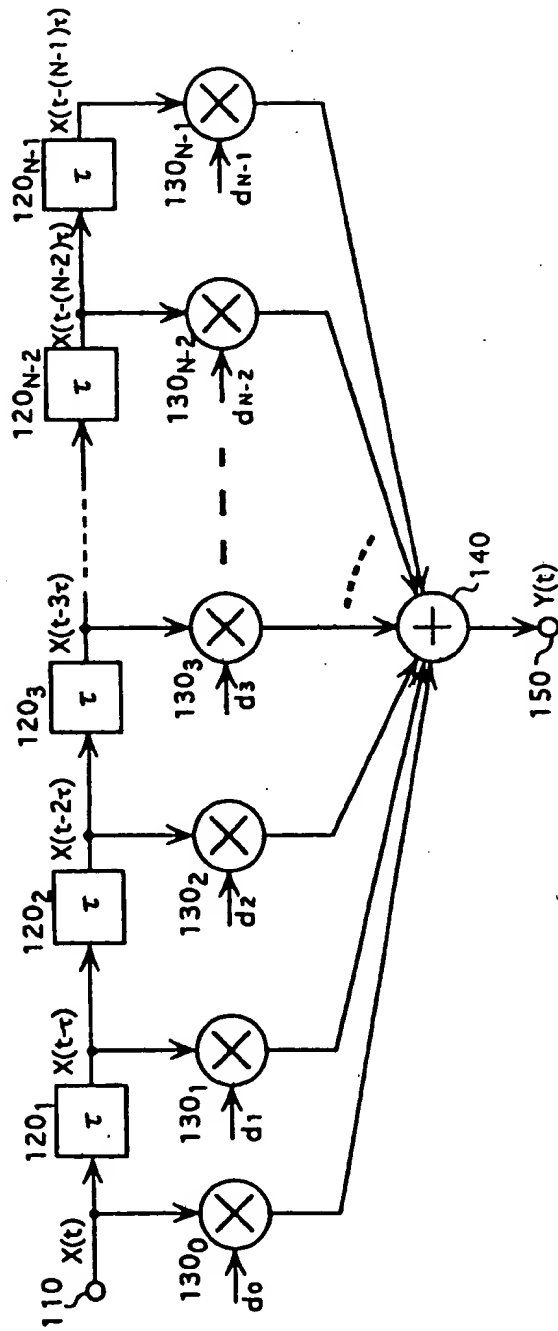 110
X(t)
120₁
τ
X(t-τ)
120₂
τ
X(t-2τ)
120₃
τ
X(t-3τ)
120N-2
τ
X(t-(N-2)τ)
120N-1
τ
X(t-(N-1)τ)
130₀
d₀
130₁
d₁
130₂
d₂
130₃
d₃
130N-2
dN-2
130N-1
dN-1
140
150
Y(t)